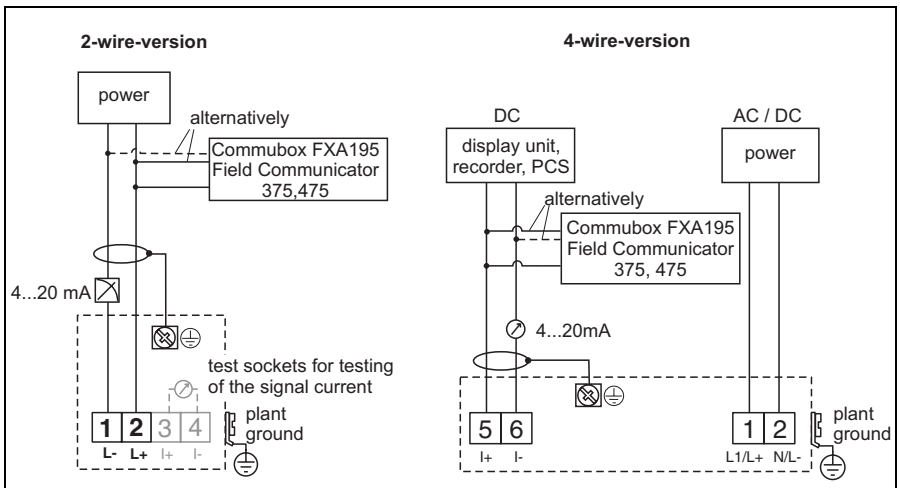 2-wire-version
power
alternatively
Commubox FXA195
Field Communicator
375,475
4...20 mA
test sockets for testing
of the signal current
1 2 3 4
L- L+ I+ I-
plant
ground
4-wire-version
DC
display unit,
recorder, PCS
AC / DC
power
alternatively
Commubox FXA195
Field Communicator
375, 475
4...20mA
5 6
I+ I-
1 2
L1/L+ N/L-
plant
ground